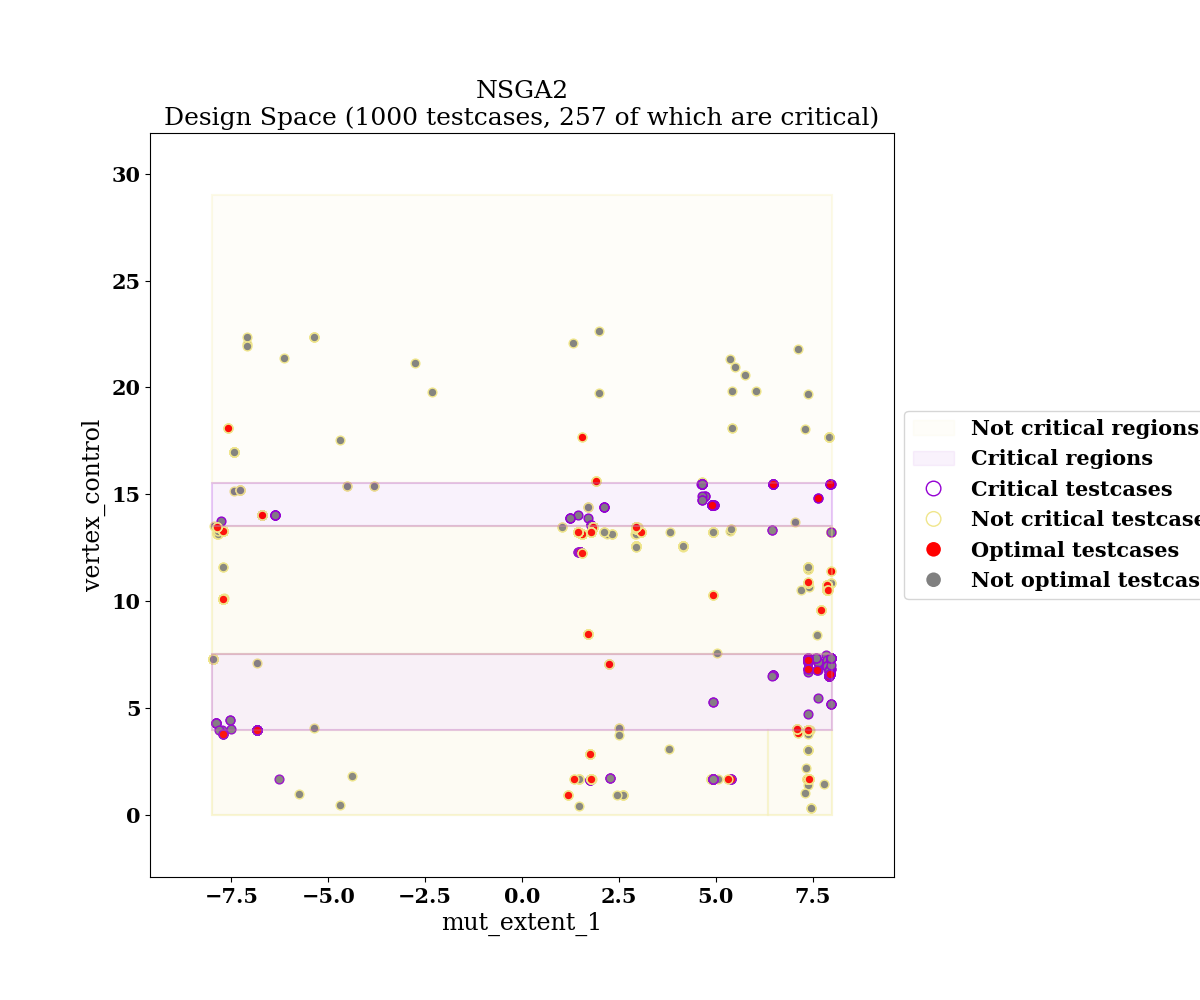 NSGA2
Design Space (1000 testcases, 257 of which are critical)
30
25
20
15
10
5
0
vertex_control
−7.5 −5.0 −2.5 0.0 2.5 5.0 7.5
mut_extent_1
Not critical regions
Critical regions
Critical testcases
Not critical testcase
Optimal testcases
Not optimal testcas